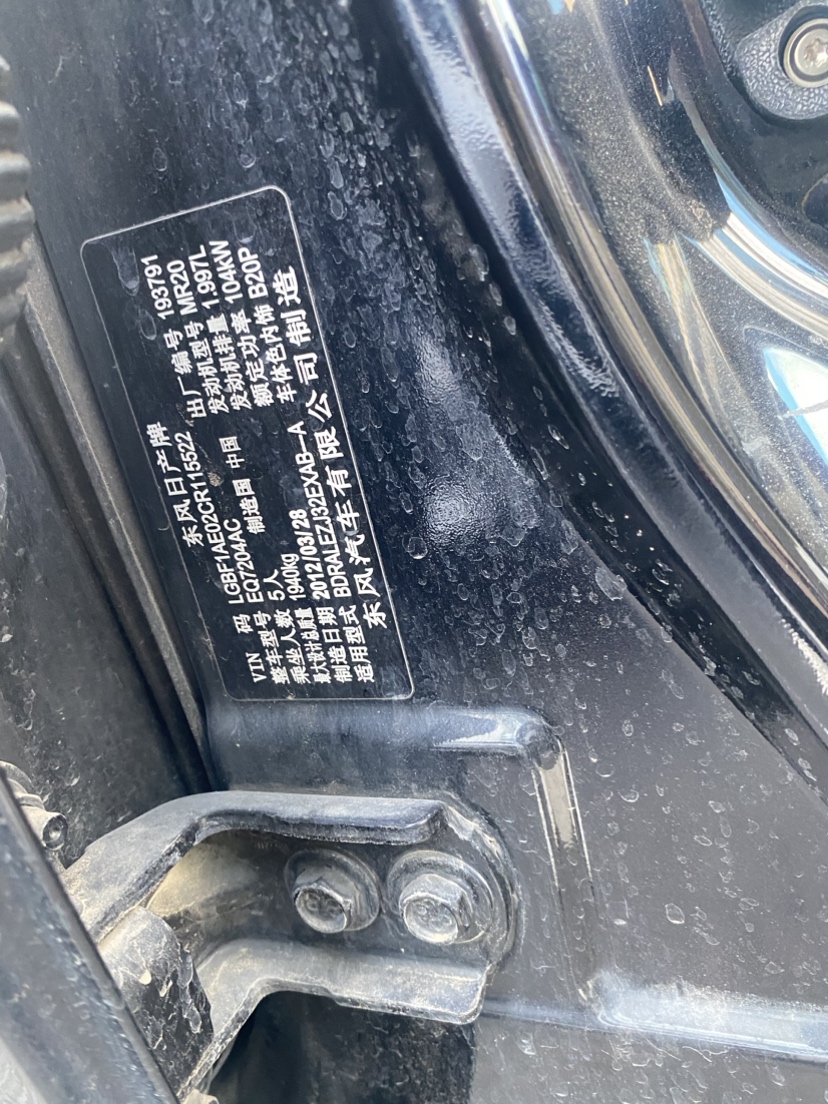 东风日产牌
VIN 码 LGBF1AE02CR115522 出厂编号 193791
整车型号 EQ7204AC 发动机型号 MR20
乘坐人数 5人 制造国 中国 发动机排量 1.997L
最大设计总质量 1940kg 额定功率 104kW
制造日期 2012/03/28 车体色内饰 B20P
适用型式 BDRALEZJ32EXAB-A
东风汽车有限公司制造